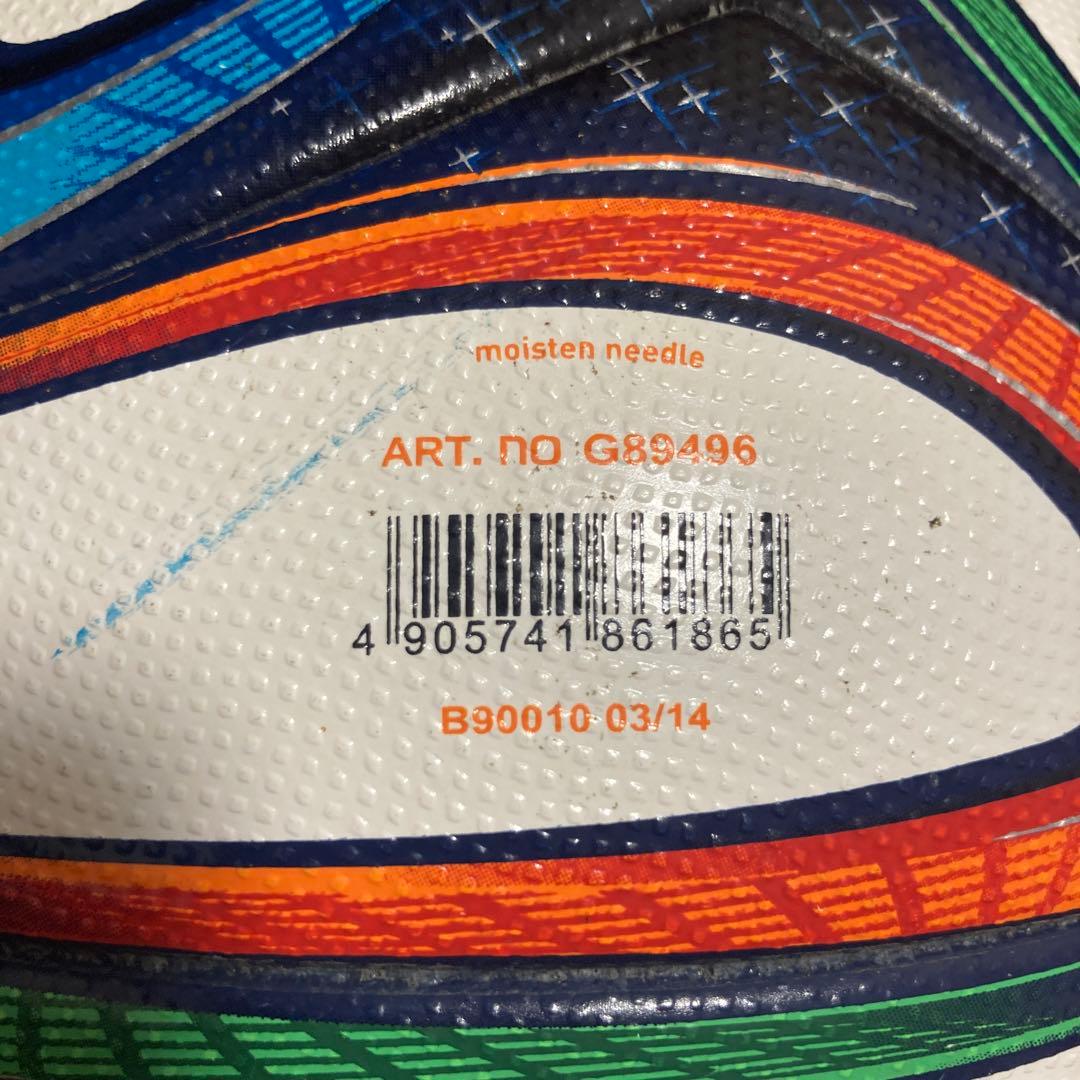 moisten needle
ART. no G89496
4 905741 861865
B90010 03/14